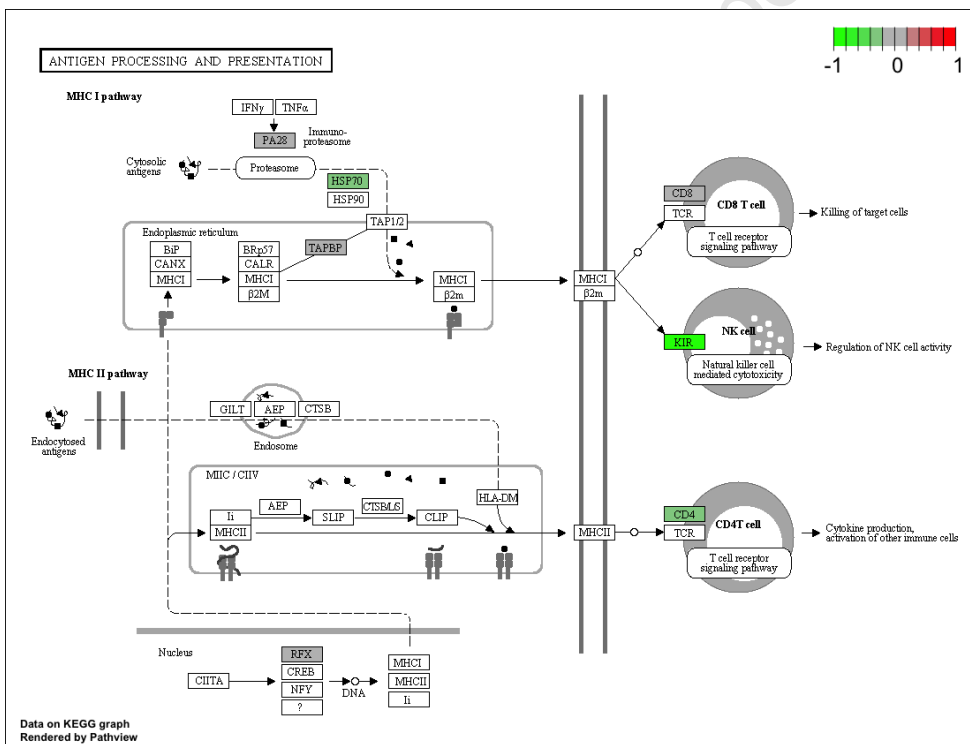 -1 0 1
ANTIGEN PROCESSING AND PRESENTATION
MHC I pathway
IFNγ TNFα
PA28
Immuno-
proteasome
Cytosolic
antigens
Proteasome
HSP70
HSP90
TAP1/2
Endoplasmic reticulum
TAPBP
BiP
CANX
MHCI
BRp57
CALR
MHCI
β2M
MHCI
β2m
MHCI
β2m
CD8
TCR
CD8 T cell
T cell receptor
signaling pathway
Killing of target cells
KIR
NK cell
Natural killer cell
mediated cytotoxicity
Regulation of NK cell activity
MHC II pathway
Endocytosed
antigens
GILT AEP CTSB
Endosome
MIIC / CIIV
Ii
MHCII
AEP
SLIP
CTSB/L/S
CLIP
HLA-DM
MHCII
CD4
TCR
CD4T cell
T cell receptor
signaling pathway
Cytokine production,
activation of other immune cells
Nucleus
CIITA
RFX
CREB
NFY
?
DNA
MHCI
MHCII
Ii
Data on KEGG graph
Rendered by Pathview